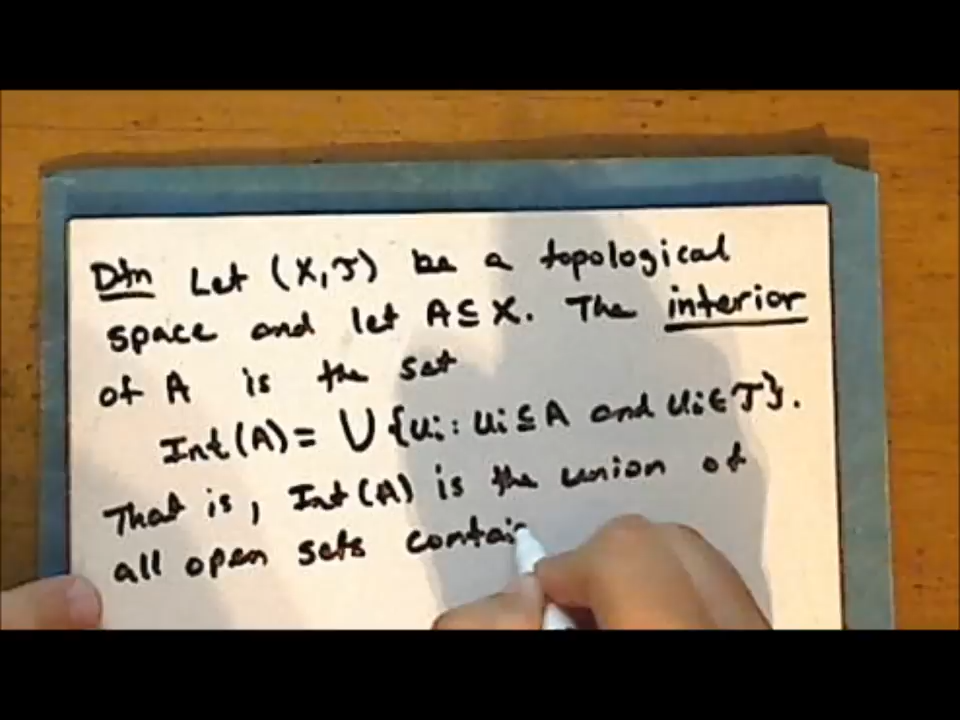 Dfn Let (X,𝒯) be a topological
space and let A⊆X. The interior
of A is the set
Int(A) = ∪{Ui : Ui⊆A and Ui∈𝒯}.
That is, Int(A) is the union of
all open sets contai